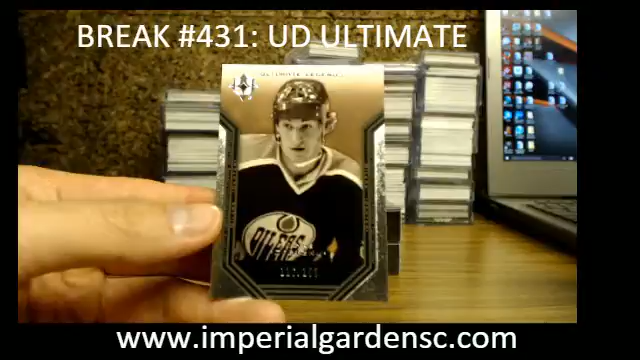 BREAK #431: UD ULTIMATE
ULTIMATE LEGENDS
OILERS
www.imperialgardensc.com